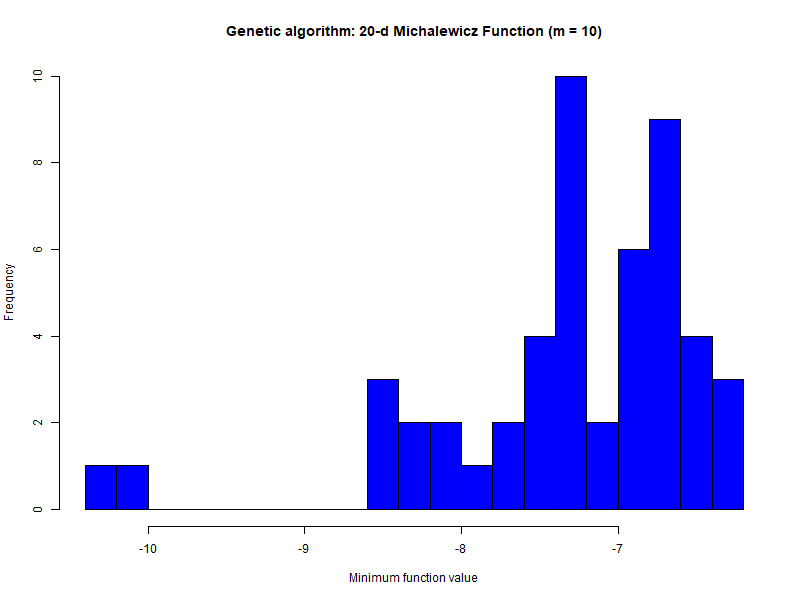 Genetic algorithm: 20-d Michalewicz Function (m = 10)
10
8
6
4
2
0
Frequency
-10 -9 -8 -7
Minimum function value